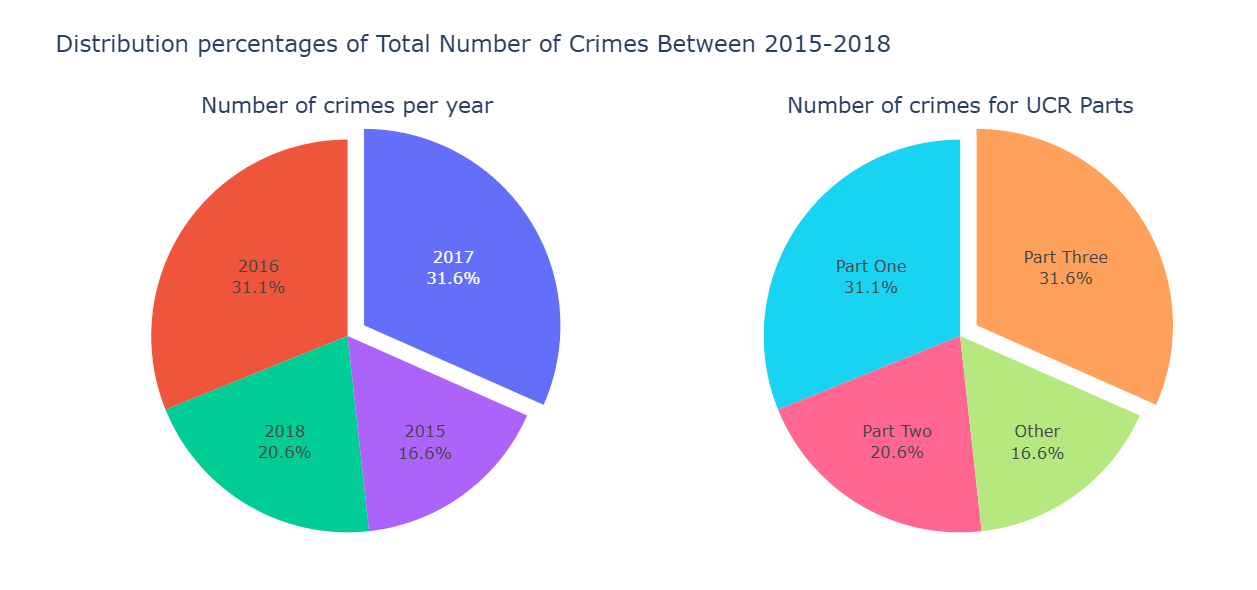 Distribution percentages of Total Number of Crimes Between 2015-2018
Number of crimes per year
2017
31.6%
2016
31.1%
2018
20.6%
2015
16.6%
Number of crimes for UCR Parts
Part Three
31.6%
Part One
31.1%
Part Two
20.6%
Other
16.6%